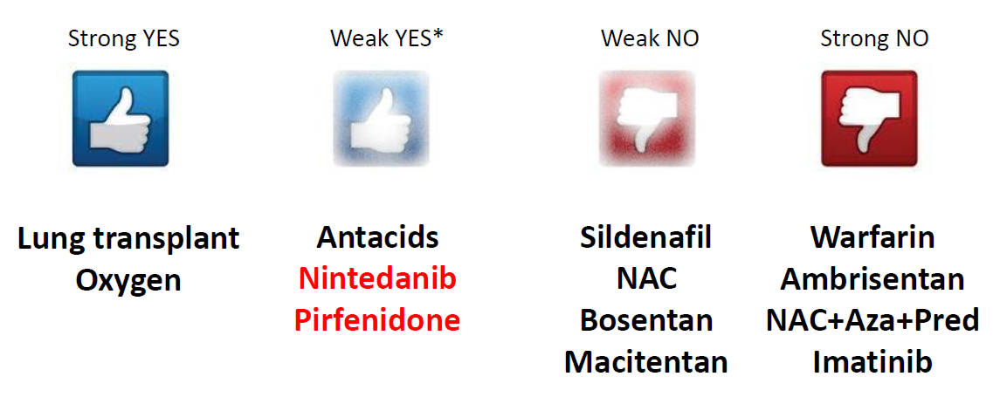 Strong YES
Weak YES*
Weak NO
Strong NO
Lung transplant
Oxygen
Antacids
Nintedanib
Pirfenidone
Sildenafil
NAC
Bosentan
Macitentan
Warfarin
Ambrisentan
NAC+Aza+Pred
Imatinib